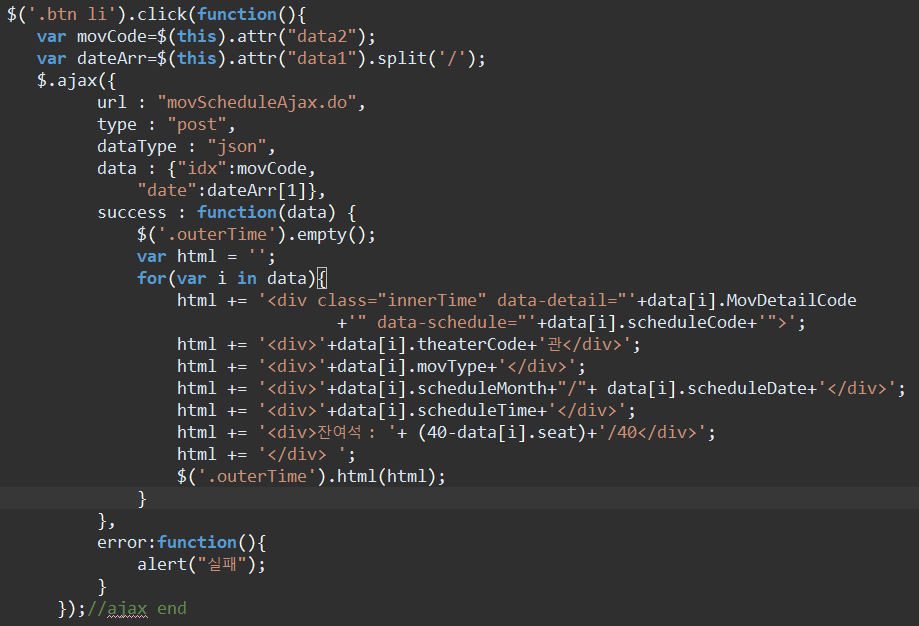 $('.btn li').click(function(){
var movCode=$(this).attr("data2");
var dateArr=$(this).attr("data1").split('/');
$.ajax({
url : "movScheduleAjax.do",
type : "post",
dataType : "json",
data : {"idx":movCode,
"date":dateArr[1]},
success : function(data) {
$('.outerTime').empty();
var html = '';
for(var i in data){
html += '<div class="innerTime" data-detail="'+data[i].MovDetailCode
+'" data-schedule="'+data[i].scheduleCode+'">';
html += '<div>'+data[i].theaterCode+'관</div>';
html += '<div>'+data[i].movType+'</div>';
html += '<div>'+data[i].scheduleMonth+"/"+ data[i].scheduleDate+'</div>';
html += '<div>'+data[i].scheduleTime+'</div>';
html += '<div>잔여석 : '+ (40-data[i].seat)+'/40</div>';
html += '</div> ';
$('.outerTime').html(html);
}
},
error:function(){
alert("실패");
}
});//ajax end